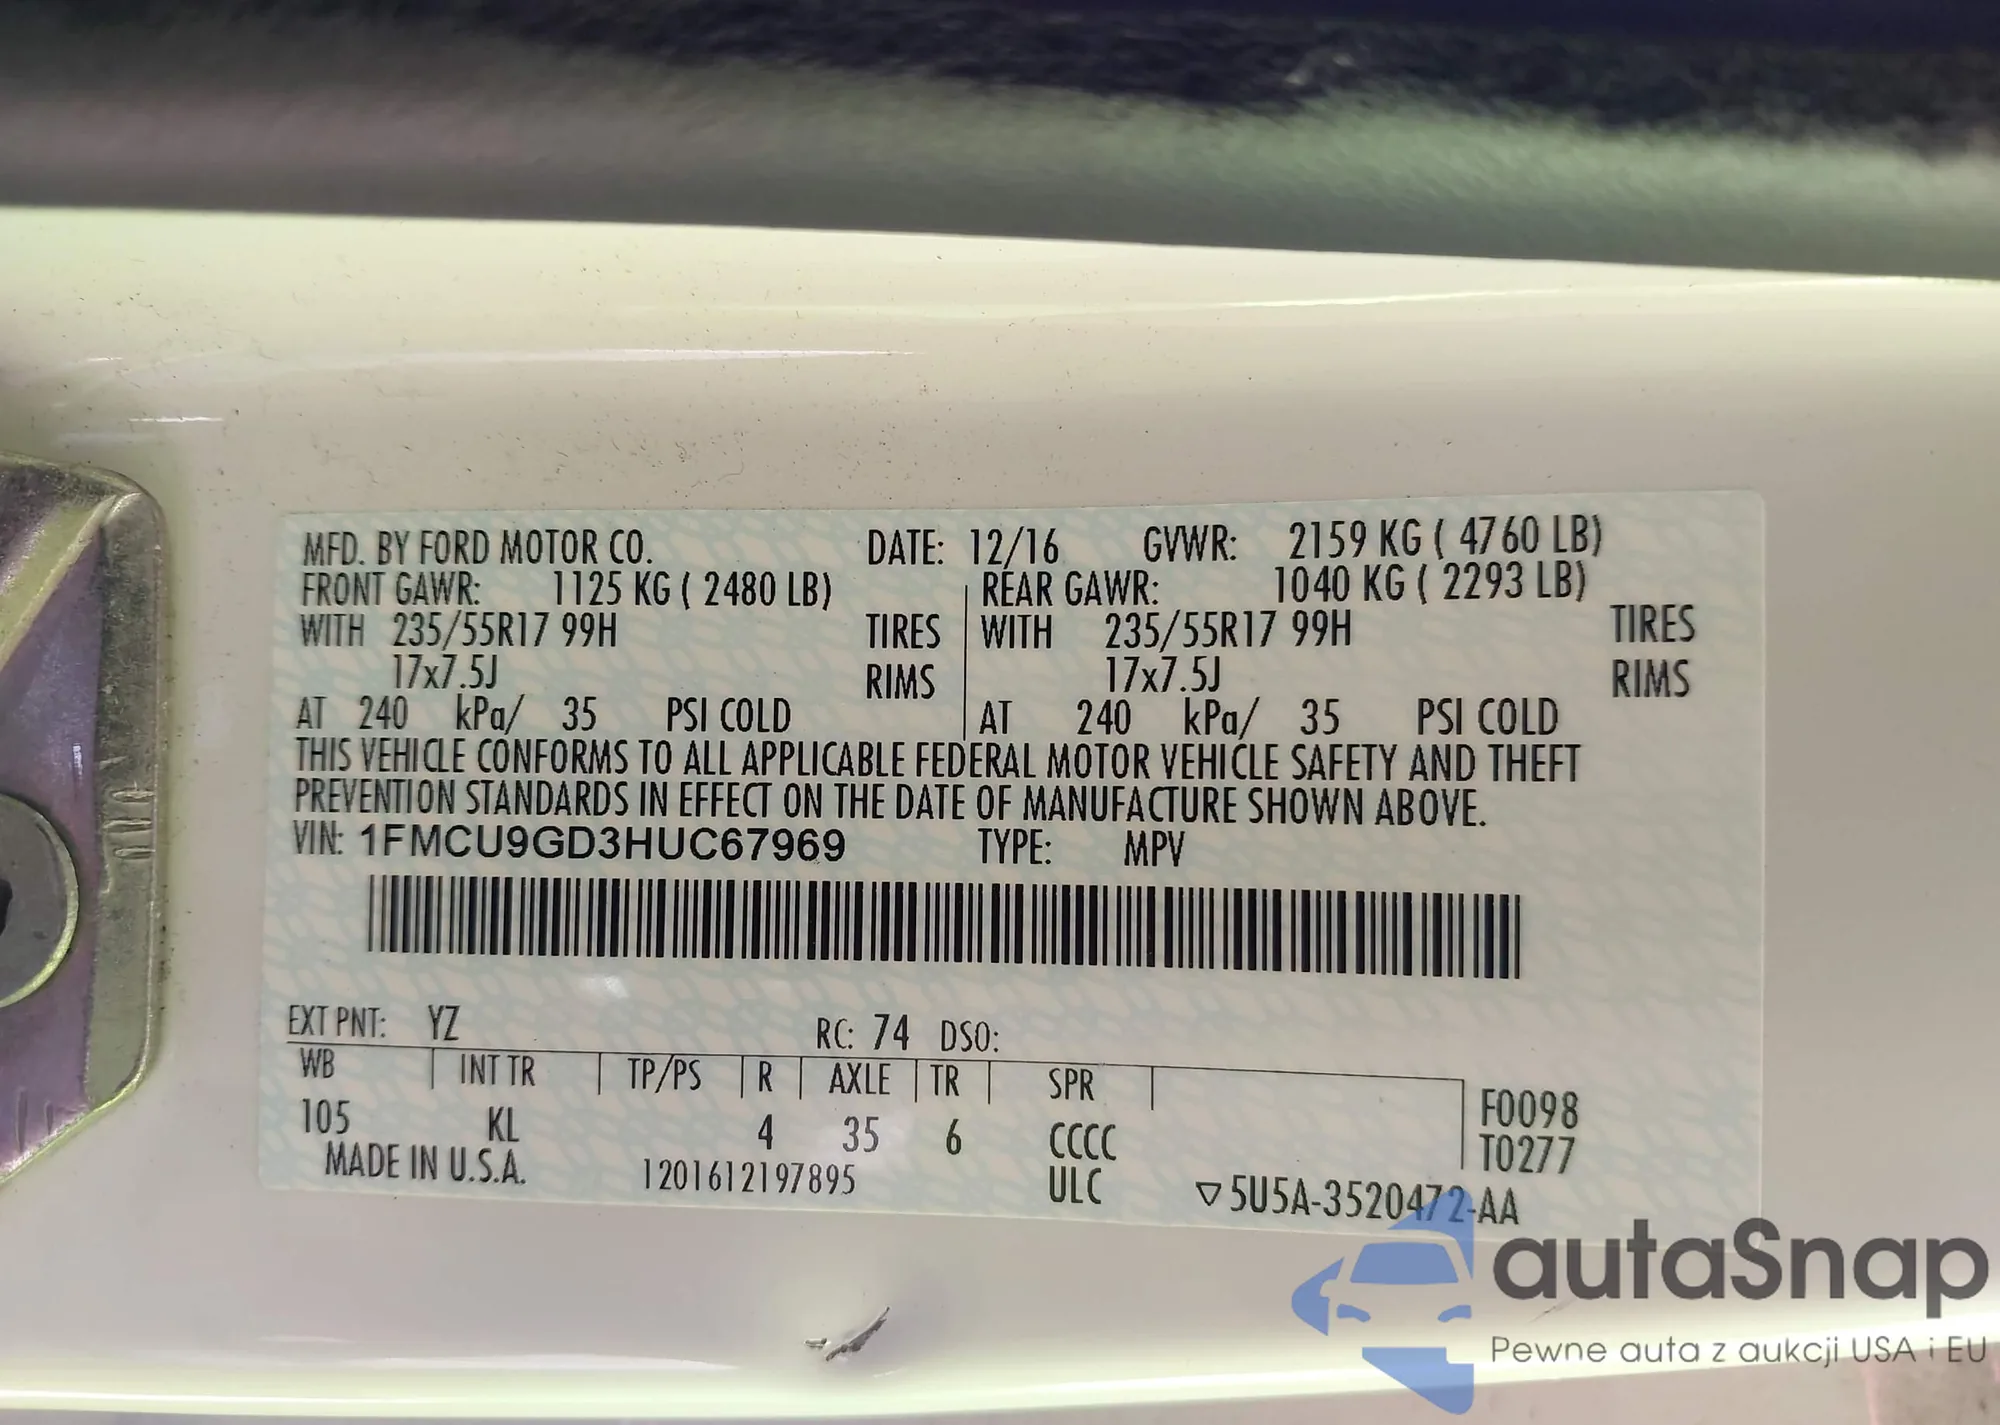 MFD. BY FORD MOTOR CO. DATE: 12/16 GVWR: 2159 KG ( 4760 LB)
FRONT GAWR: 1125 KG ( 2480 LB) REAR GAWR: 1040 KG ( 2293 LB)
WITH 235/55R17 99H TIRES WITH 235/55R17 99H TIRES
17x7.5J RIMS 17x7.5J RIMS
AT 240 kPa/ 35 PSI COLD AT 240 kPa/ 35 PSI COLD
THIS VEHICLE CONFORMS TO ALL APPLICABLE FEDERAL MOTOR VEHICLE SAFETY AND THEFT
PREVENTION STANDARDS IN EFFECT ON THE DATE OF MANUFACTURE SHOWN ABOVE.
VIN: 1FMCU9GD3HUC67969 TYPE: MPV
EXT PNT: YZ RC: 74 DSO:
WB INT TR TP/PS R AXLE TR SPR
105 KL 4 35 6 CCCC F0098
T0277
MADE IN U.S.A. 1201612197895 ULC ▽5U5A-3520472-AA
autaSnap
Pewne auta z aukcji USA i EU